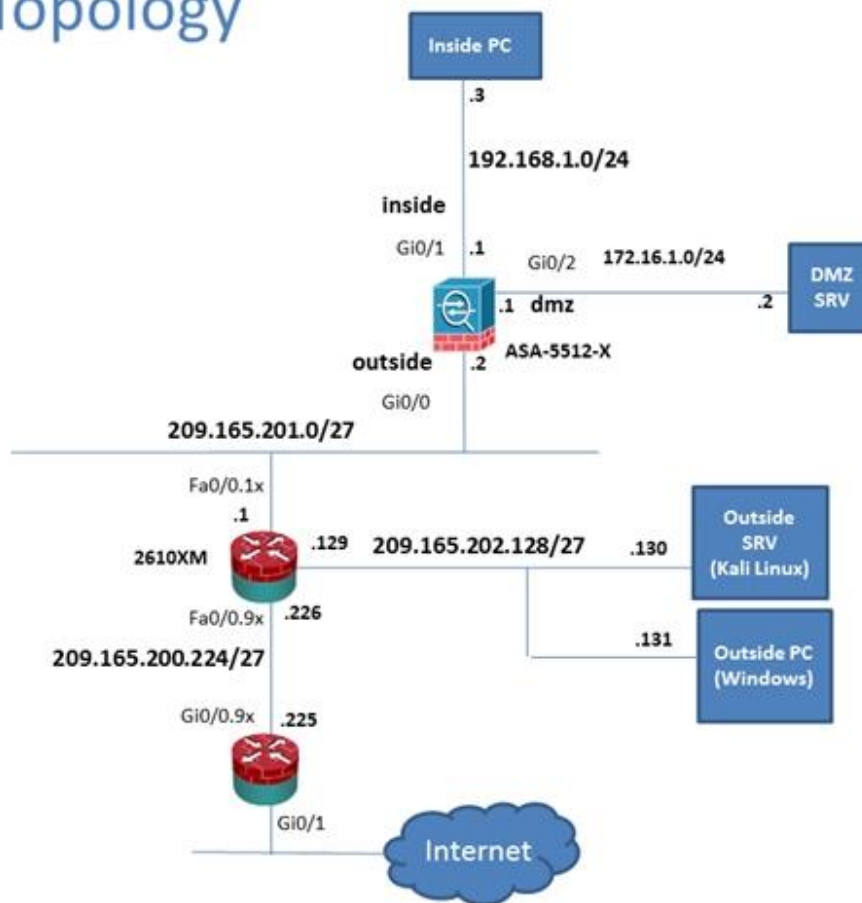 Topology
Inside PC
.3
192.168.1.0/24
inside
Gi0/1
.1
Gi0/2
172.16.1.0/24
DMZ
SRV
.1
dmz
.2
outside
.2
ASA-5512-X
Gi0/0
209.165.201.0/27
Fa0/0.1x
.1
2610XM
.129
209.165.202.128/27
.130
Outside
SRV
(Kali Linux)
Fa0/0.9x
.226
.131
Outside PC
(Windows)
209.165.200.224/27
Gi0/0.9x
.225
Gi0/1
Internet